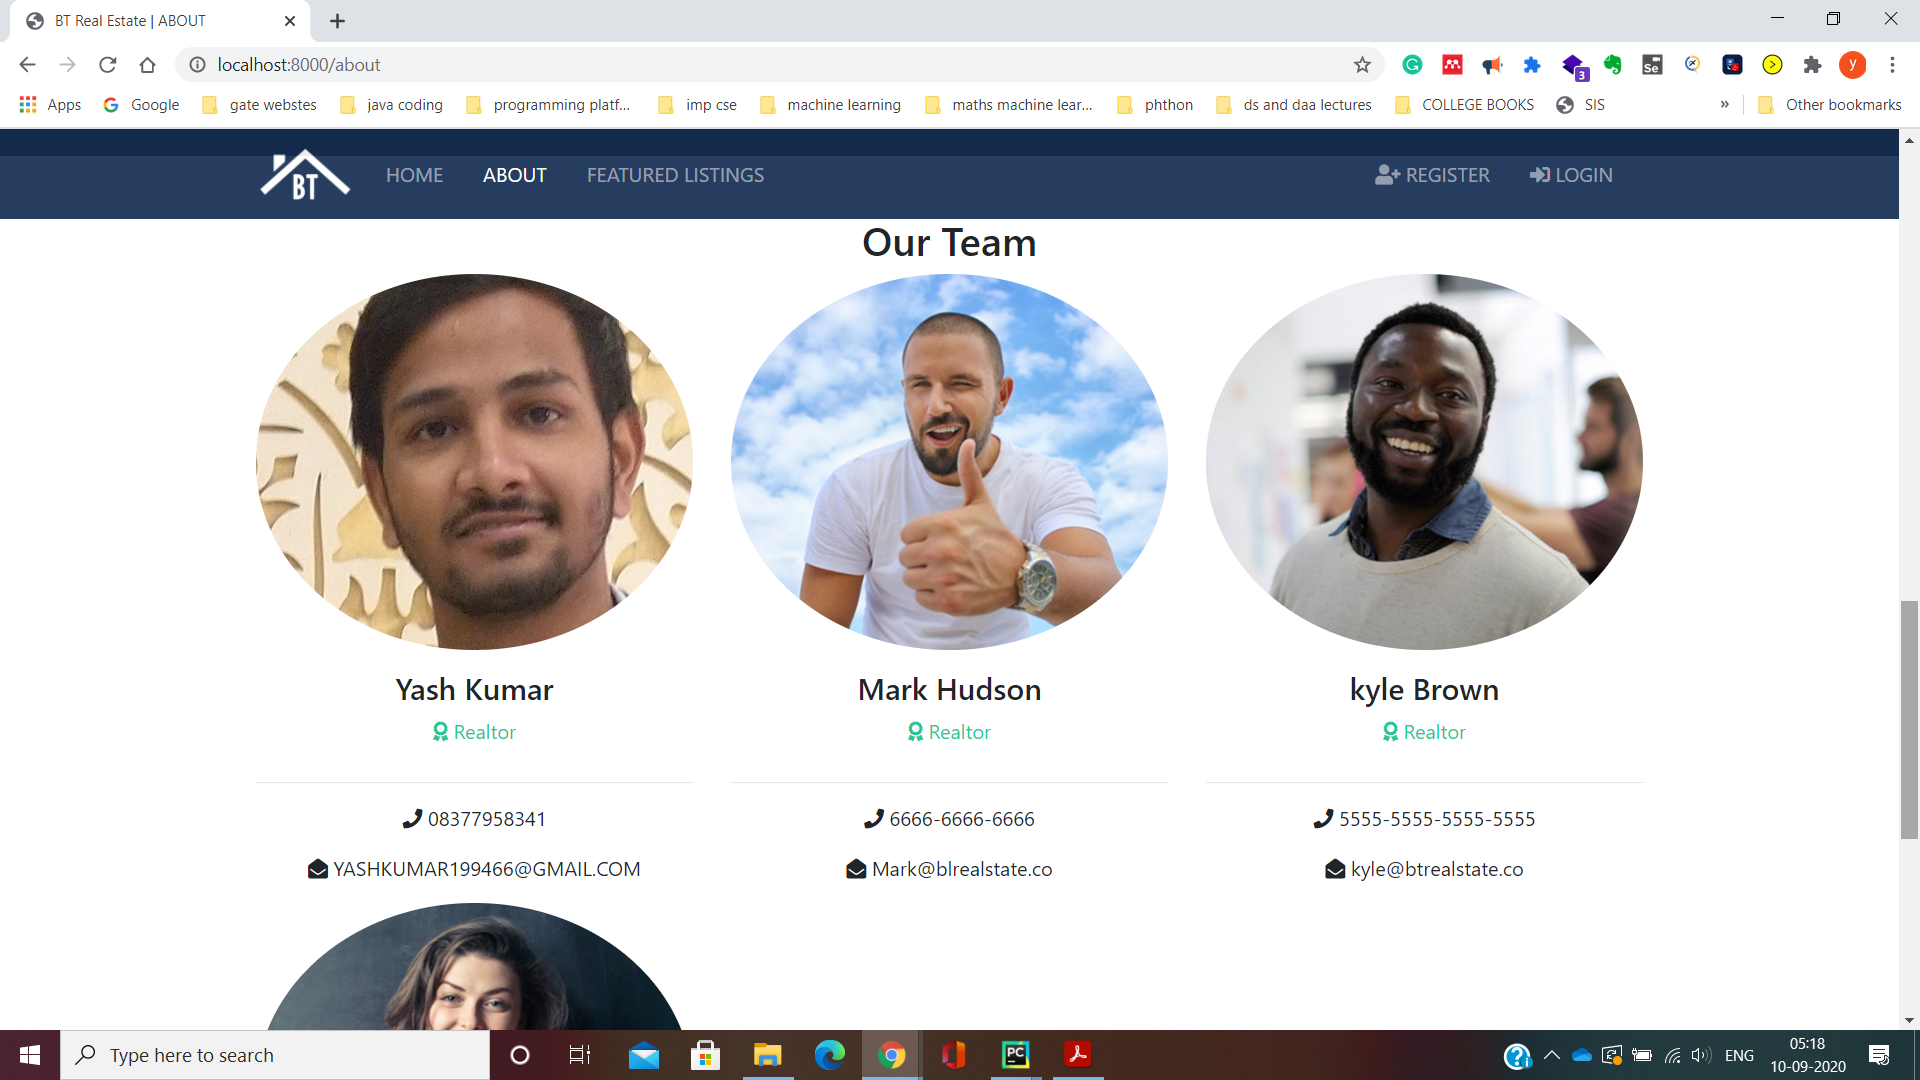 BT Real Estate | ABOUT
localhost:8000/about
3
Se
y
Apps
Google
gate webstes
java coding
programming platf...
imp cse
machine learning
maths machine lear...
phthon
ds and daa lectures
COLLEGE BOOKS
SIS
»
Other bookmarks
BT
HOME
ABOUT
FEATURED LISTINGS
REGISTER
LOGIN
Our Team
Yash Kumar
Mark Hudson
kyle Brown
Realtor
Realtor
Realtor
08377958341
6666-6666-6666
5555-5555-5555-5555
YASHKUMAR199466@GMAIL.COM
Mark@blrealstate.co
kyle@btrealstate.co
Type here to search
PC
ENG
05:18
10-09-2020